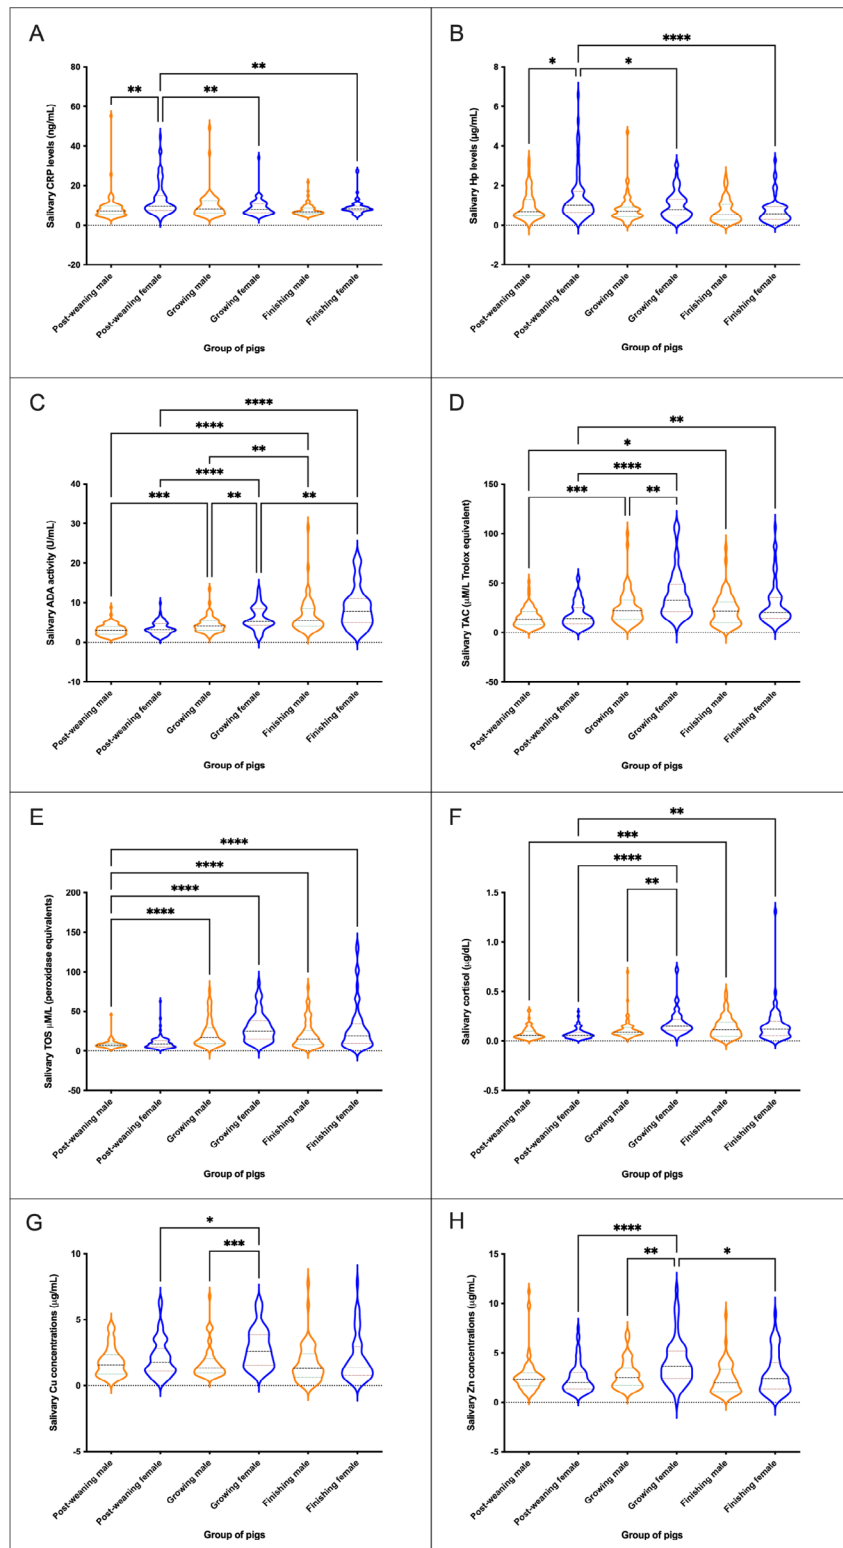 A
Salivary CRP levels (ng/mL)
80
60
40
20
0
-20
** ** **
Post-weaning male
Post-weaning female
Growing male
Growing female
Finishing male
Finishing female
Group of pigs
B
Salivary Hp levels (µg/mL)
8
6
4
2
0
-2
****
* *
Post-weaning male
Post-weaning female
Growing male
Growing female
Finishing male
Finishing female
Group of pigs
C
Salivary ADA activity (U/mL)
40
30
20
10
0
-10
****
****
**
****
*** ** **
Post-weaning male
Post-weaning female
Growing male
Growing female
Finishing male
Finishing female
Group of pigs
D
Salivary TAC (µM/L Trolox equivalent)
150
100
50
0
-50
**
*
****
*** **
Post-weaning male
Post-weaning female
Growing male
Growing female
Finishing male
Finishing female
Group of pigs
E
Salivary TOS µM/L (peroxidase equivalents)
200
150
100
50
0
-50
****
****
****
****
Post-weaning male
Post-weaning female
Growing male
Growing female
Finishing male
Finishing female
Group of pigs
F
Salivary cortisol (µg/dL)
1.5
1.0
0.5
0.0
-0.5
**
***
****
**
Post-weaning male
Post-weaning female
Growing male
Growing female
Finishing male
Finishing female
Group of pigs
G
Salivary Cu concentrations (µg/mL)
10
5
0
-5
*
***
Post-weaning male
Post-weaning female
Growing male
Growing female
Finishing male
Finishing female
Group of pigs
H
Salivary Zn concentrations (µg/mL)
15
10
5
0
-5
****
** *
Post-weaning male
Post-weaning female
Growing male
Growing female
Finishing male
Finishing female
Group of pigs